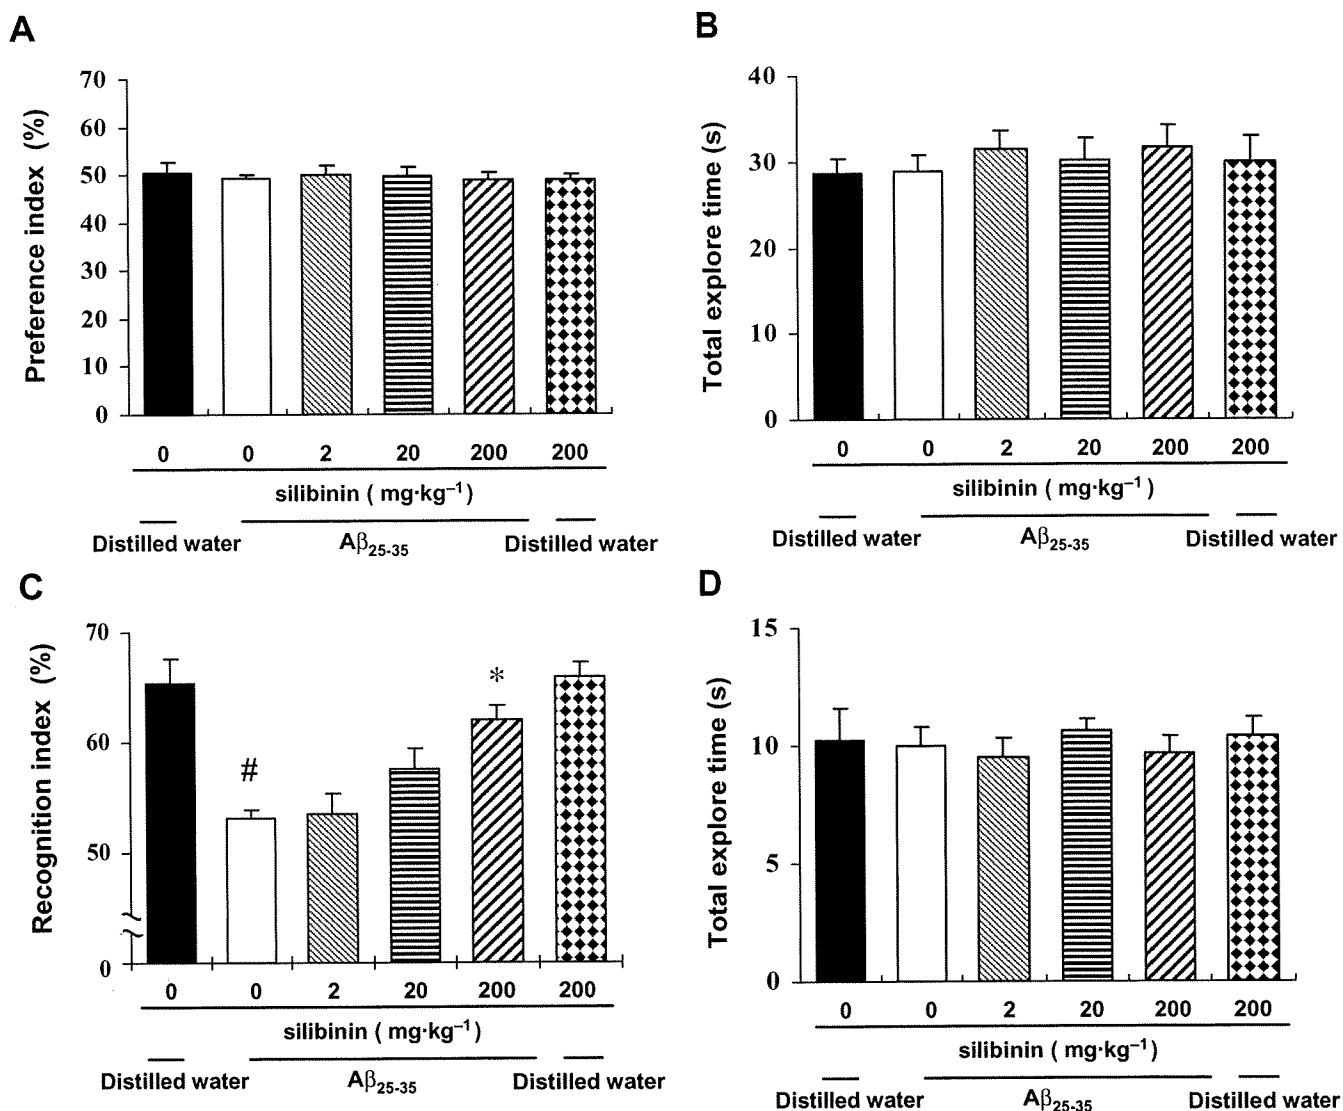 A
Preference index (%)
70
60
50
40
30
20
10
0
0 0 2 20 200 200
silibinin ( mg·kg⁻¹ )
Distilled water Aβ₂₅₋₃₅ Distilled water
B
Total explore time (s)
40
30
20
10
0
0 0 2 20 200 200
silibinin ( mg·kg⁻¹ )
Distilled water Aβ₂₅₋₃₅ Distilled water
C
Recognition index (%)
70
60
50
0
#
*
0 0 2 20 200 200
silibinin ( mg·kg⁻¹ )
Distilled water Aβ₂₅₋₃₅ Distilled water
D
Total explore time (s)
15
10
5
0
0 0 2 20 200 200
silibinin ( mg·kg⁻¹ )
Distilled water Aβ₂₅₋₃₅ Distilled water